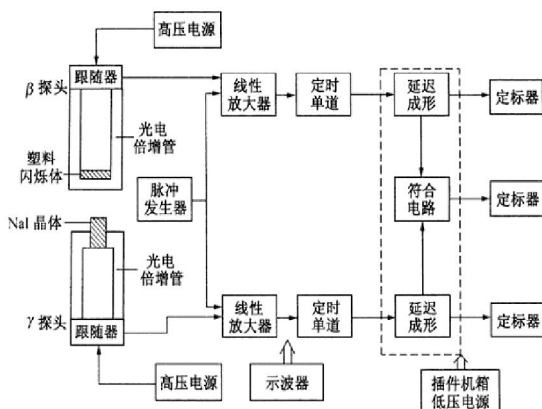 高压电源
β探头
跟随器
光电
倍增管
塑料
闪烁体
线性
放大器
定时
单道
延迟
成形
定标器
脉冲
发生器
符合
电路
定标器
NaI 晶体
光电
倍增管
γ探头
跟随器
高压电源
线性
放大器
定时
单道
延迟
成形
定标器
示波器
插件机箱
低压电源